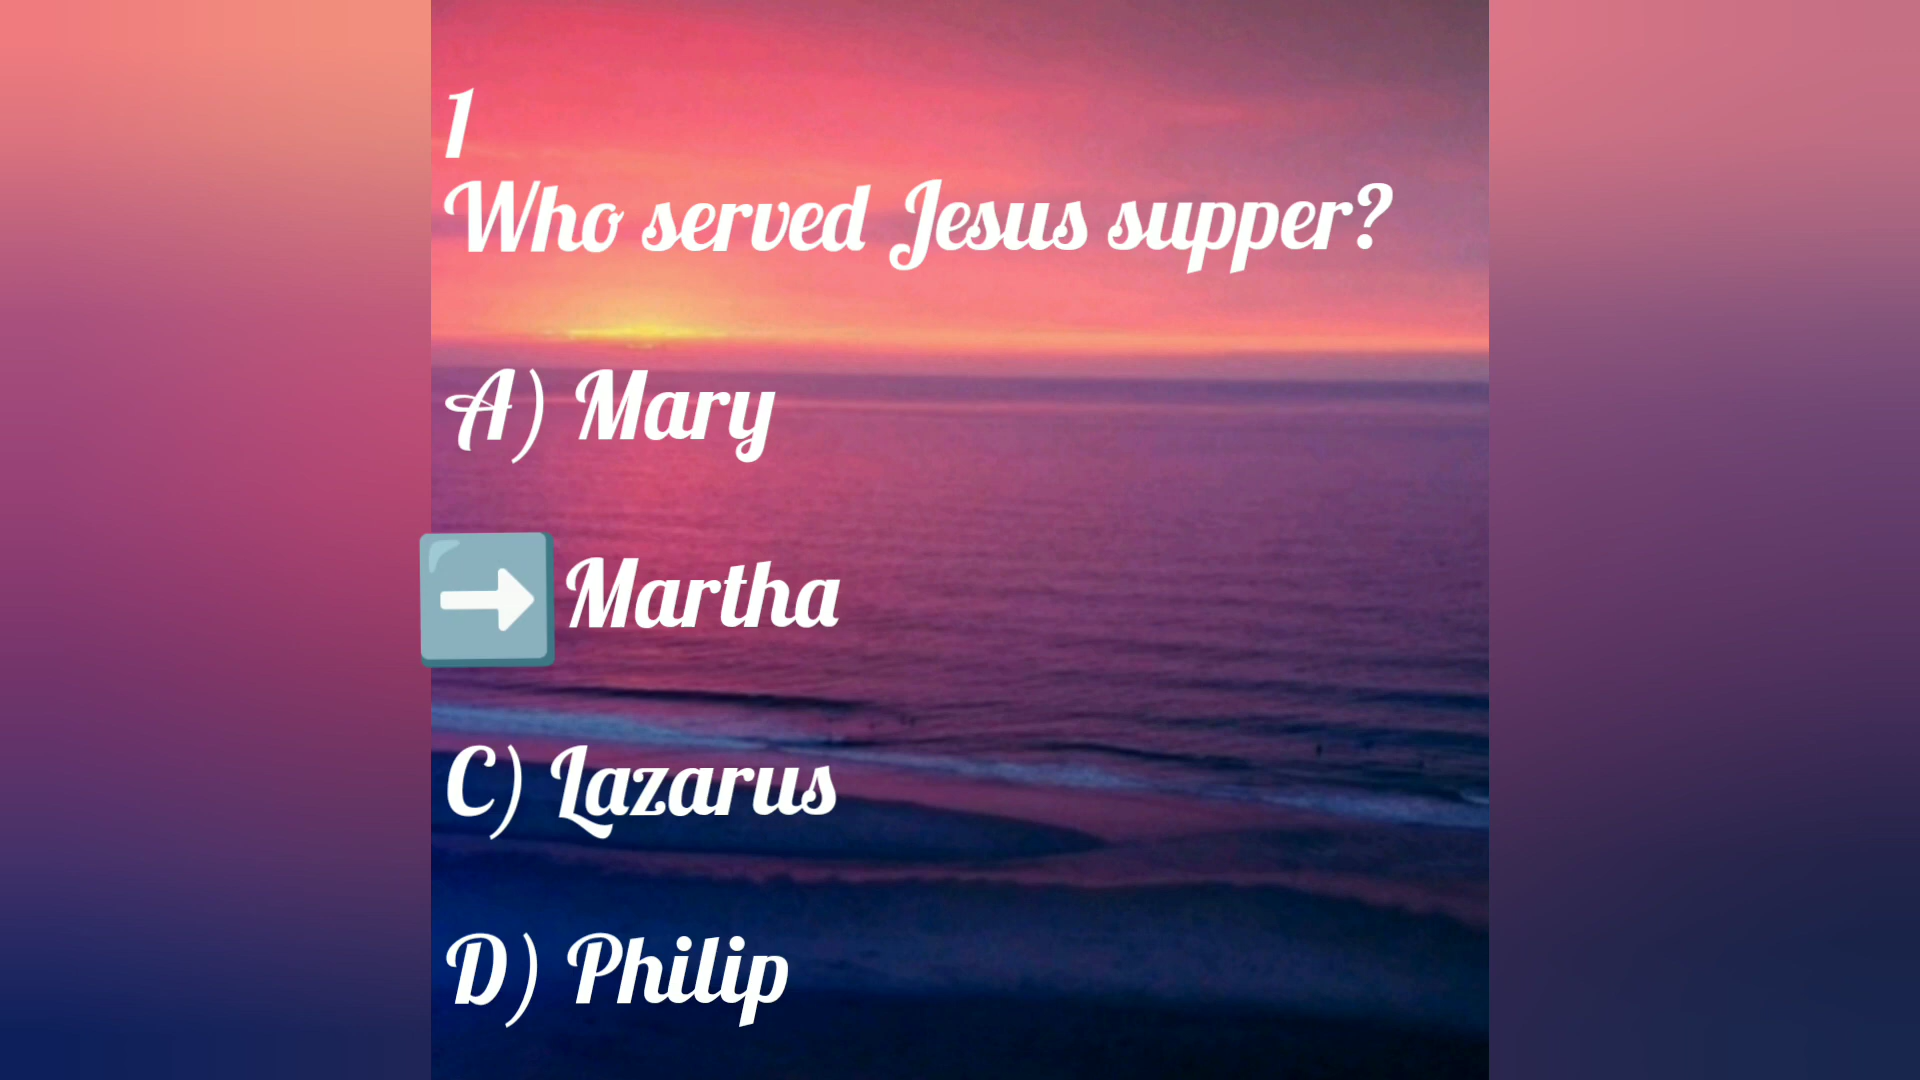 1
Who served Jesus supper?
A) Mary
➡️ Martha
C) Lazarus
D) Philip